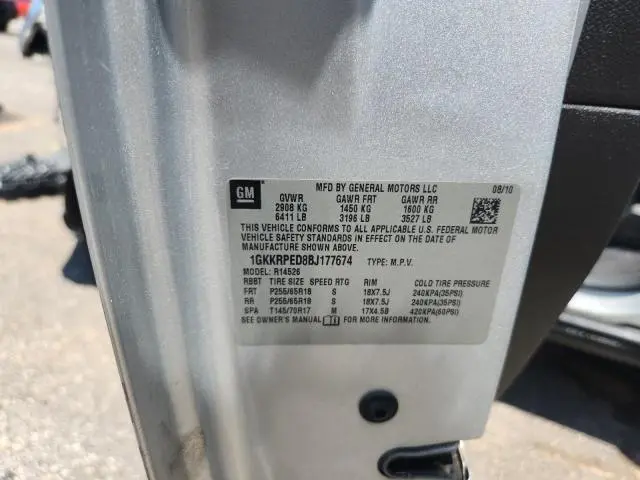 GM
MFD BY GENERAL MOTORS LLC 08/10
GVWR GAWR FRT GAWR RR
2908 KG 1450 KG 1600 KG
6411 LB 3196 LB 3527 LB
THIS VEHICLE CONFORMS TO ALL APPLICABLE U.S. FEDERAL MOTOR
VEHICLE SAFETY STANDARDS IN EFFECT ON THE DATE OF
MANUFACTURE SHOWN ABOVE.
1GKKRPED8BJ177674 TYPE: M.P.V.
MODEL: R14526
RBBT TIRE SIZE SPEED RTG RIM COLD TIRE PRESSURE
FRT P255/65R18 S 18X7.5J 240KPA(35PSI)
RR P255/65R18 S 18X7.5J 240KPA(35PSI)
SPA T145/70R17 M 17X4.5B 420KPA(60PSI)
SEE OWNER'S MANUAL FOR MORE INFORMATION.